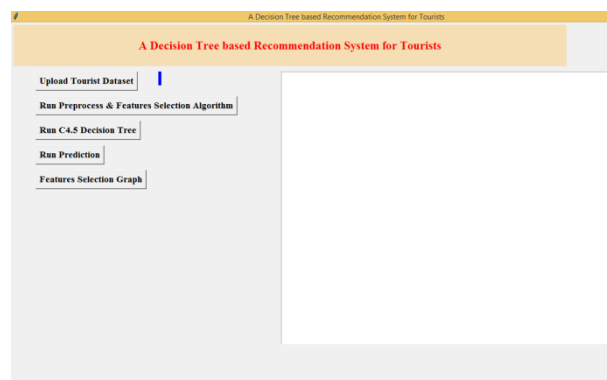 A Decision Tree based Recommendation System for Tourists
A Decision Tree based Recommendation System for Tourists
Upload Tourist Dataset
Run Preprocess & Features Selection Algorithm
Run C4.5 Decision Tree
Run Prediction
Features Selection Graph